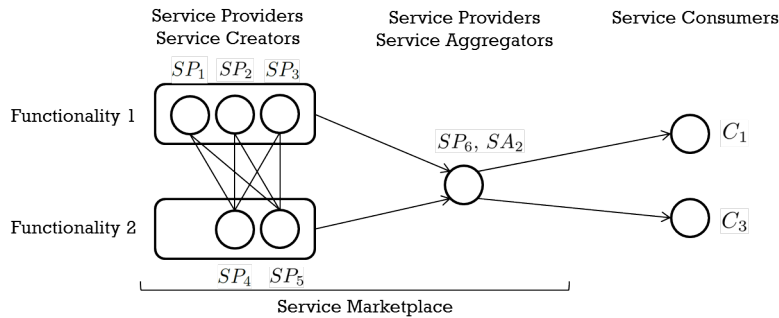 Service Providers
Service Creators
Service Providers
Service Aggregators
Service Consumers
SP₁ SP₂ SP₃
Functionality 1
SP₆, SA₂
C₁
Functionality 2
C₃
SP₄ SP₅
Service Marketplace